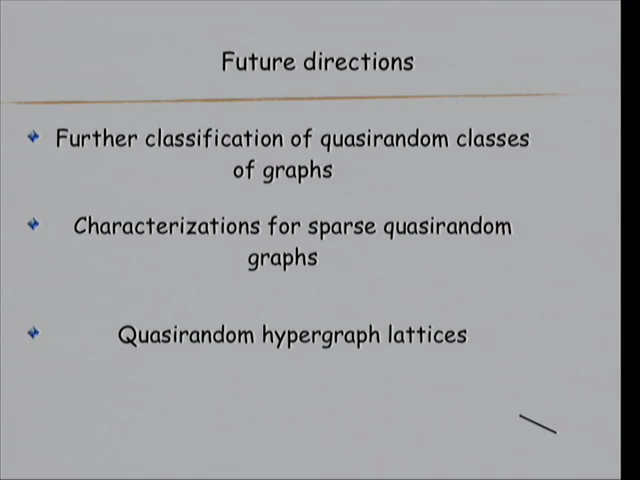 Future directions
Further classification of quasirandom classes
of graphs
Characterizations for sparse quasirandom
graphs
Quasirandom hypergraph lattices